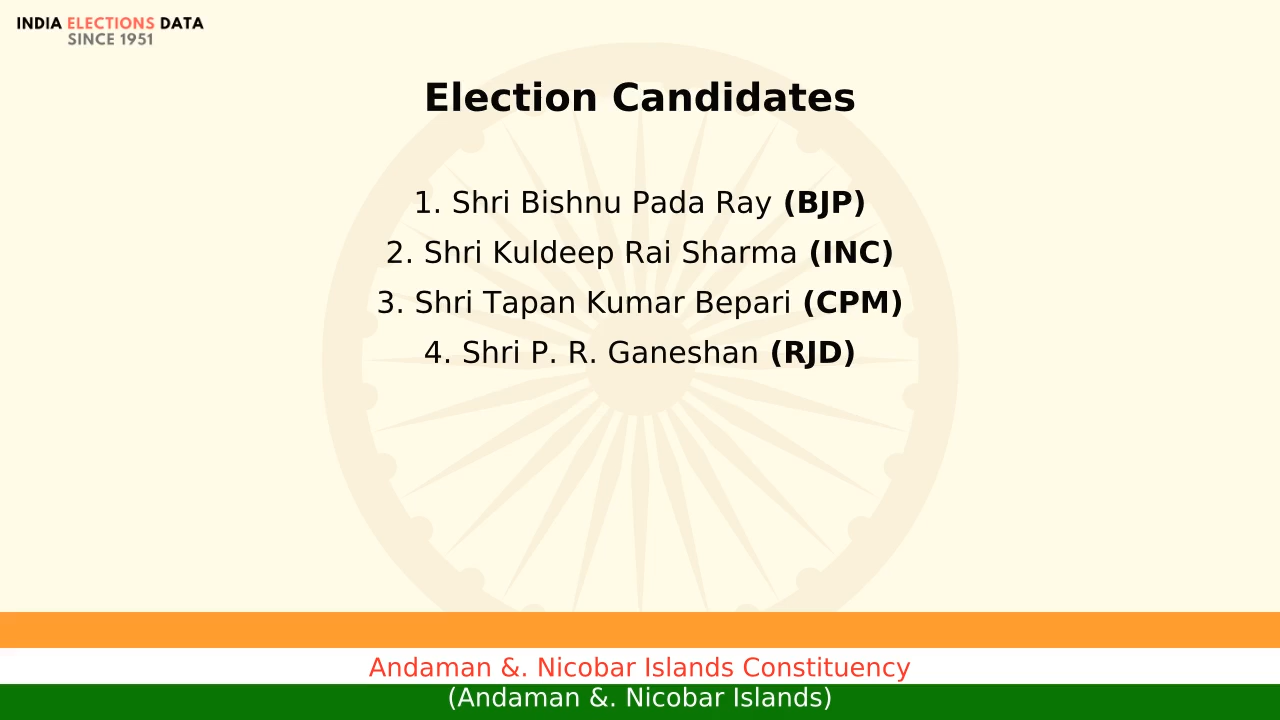 INDIA ELECTIONS DATA
SINCE 1951
Election Candidates
1. Shri Bishnu Pada Ray (BJP)
2. Shri Kuldeep Rai Sharma (INC)
3. Shri Tapan Kumar Bepari (CPM)
4. Shri P. R. Ganeshan (RJD)
Andaman &. Nicobar Islands Constituency
(Andaman &. Nicobar Islands)